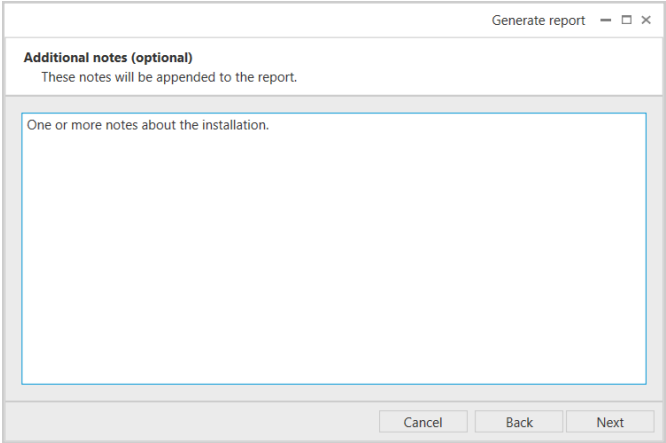 Generate report
Additional notes (optional)
These notes will be appended to the report.
One or more notes about the installation.
Cancel Back Next